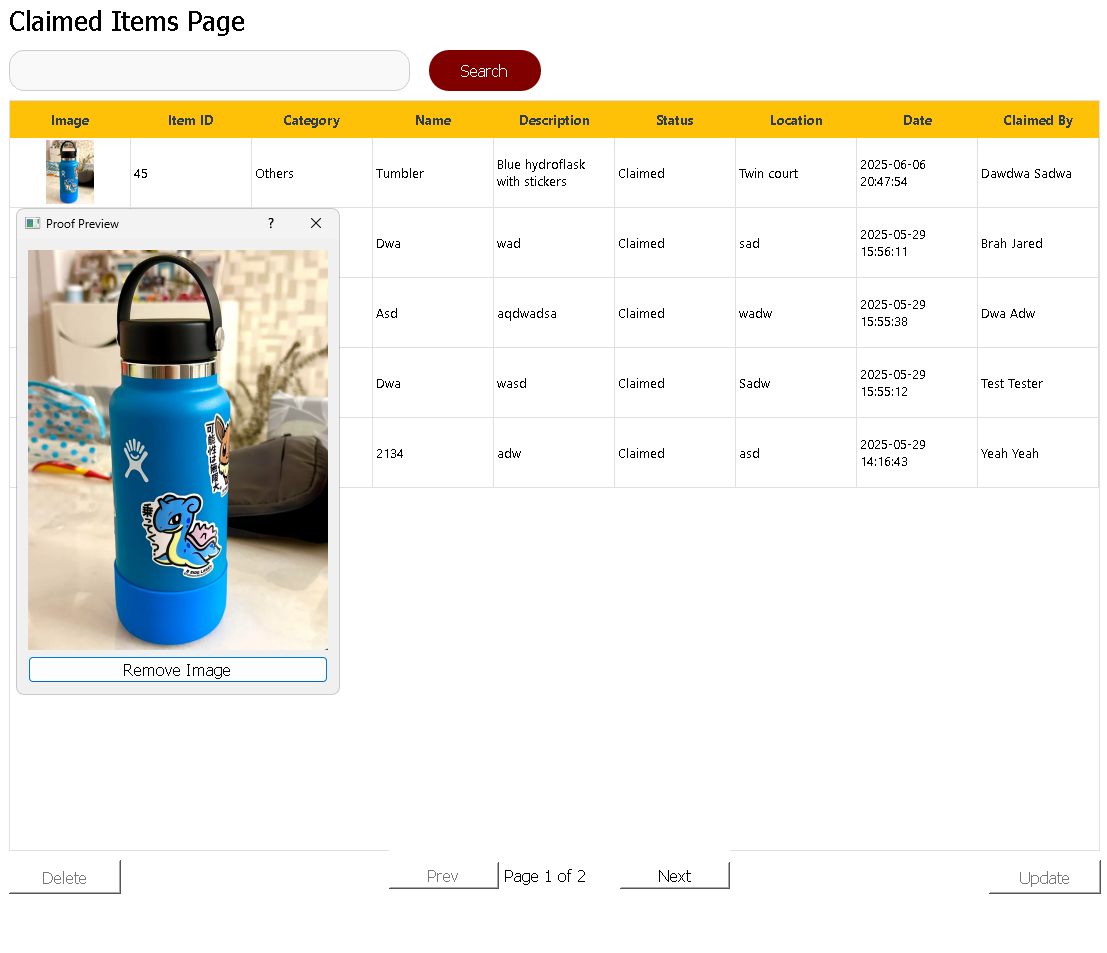 Claimed Items Page
Search
Image Item ID Category Name Description Status Location Date Claimed By
45 Others Tumbler Blue hydroflask with stickers Claimed Twin court 2025-06-06 20:47:54 Dawdwa Sadwa
Proof Preview ?
Dwa wad Claimed sad 2025-05-29 15:56:11 Brah Jared
Asd aqdwadsa Claimed wadw 2025-05-29 15:55:38 Dwa Adw
Dwa wasd Claimed Sadw 2025-05-29 15:55:12 Test Tester
2134 adw Claimed asd 2025-05-29 14:16:43 Yeah Yeah
可能性は無限大
乗ってく?
Remove Image
Delete Prev Page 1 of 2 Next Update